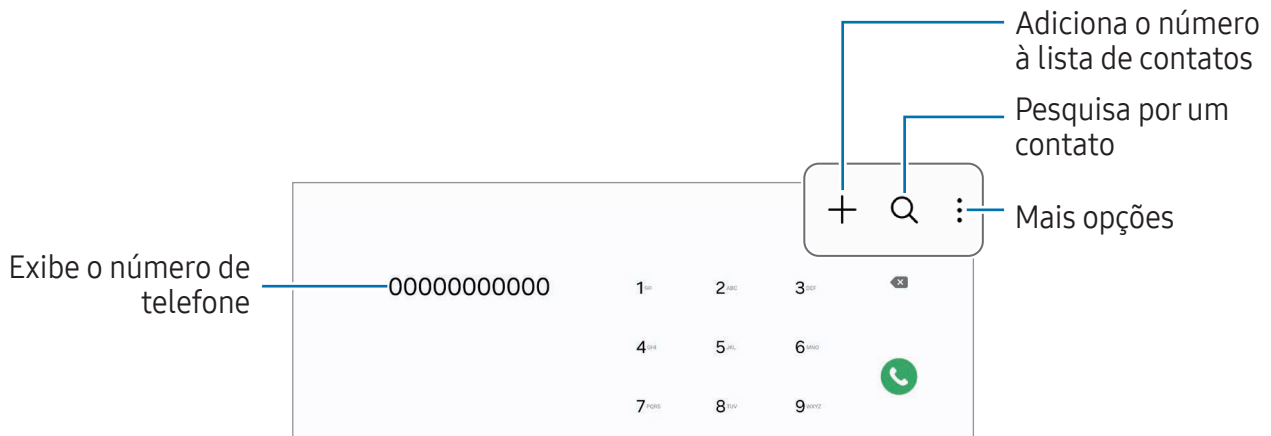 Adiciona o número
à lista de contatos
Pesquisa por um
contato
Mais opções
Exibe o número de
telefone
00000000000
1 2 ABC 3 DEF
4 GHI 5 JKL 6 MNO
7 PQRS 8 TUV 9 WXYZ